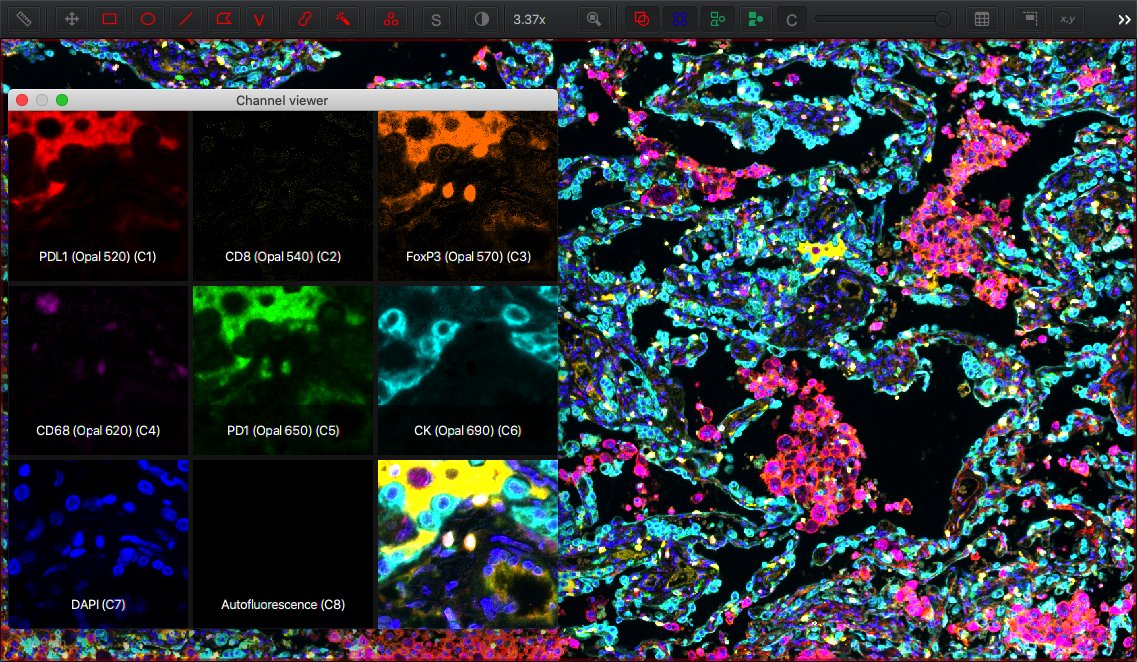 V
S
3.37x
C
x,y
»
Channel viewer
PDL1 (Opal 520) (C1)
CD8 (Opal 540) (C2)
FoxP3 (Opal 570) (C3)
CD68 (Opal 620) (C4)
PD1 (Opal 650) (C5)
CK (Opal 690) (C6)
DAPI (C7)
Autofluorescence (C8)